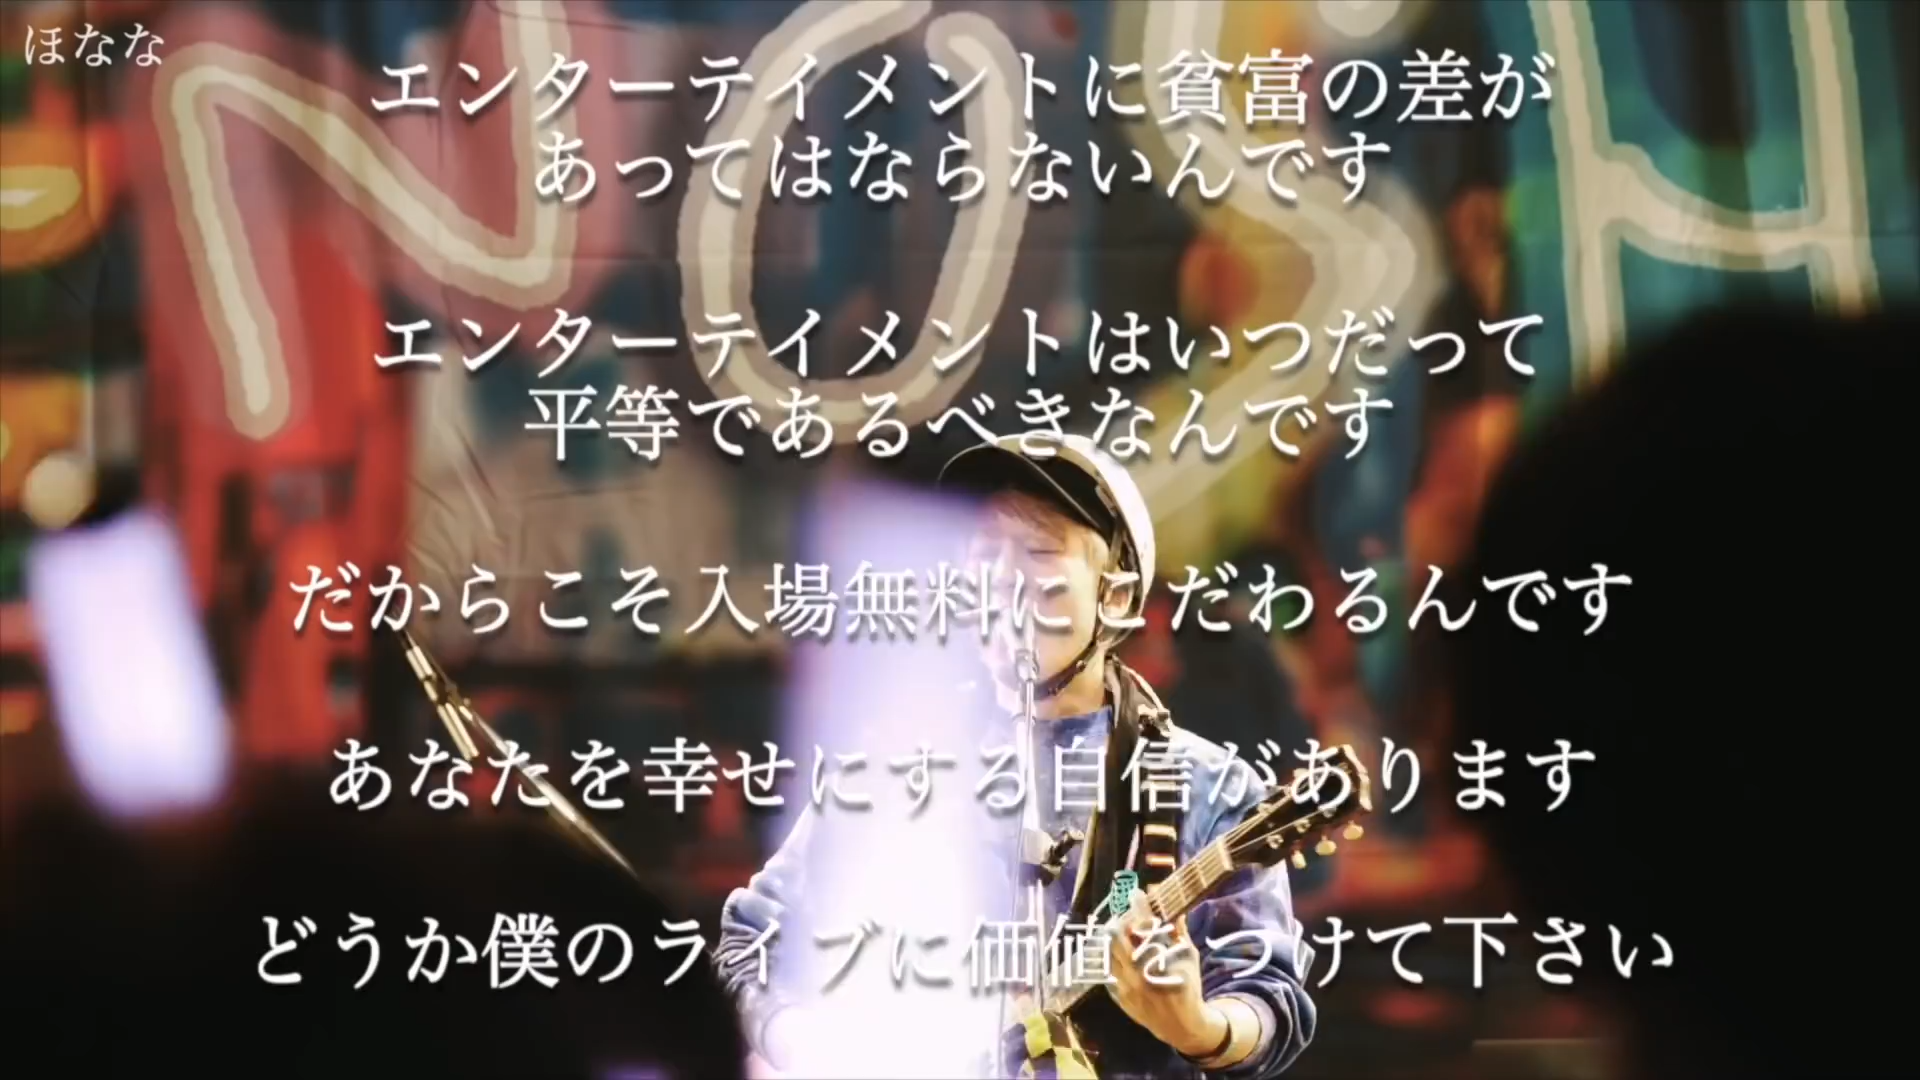 ほなな
NOSH
エンターテイメントに貧富の差が
あってはならないんです
エンターテイメントはいつだって
平等であるべきなんです
だからこそ入場無料にこだわるんです
あなたを幸せにする自信があります
どうか僕のライブに価値をつけて下さい